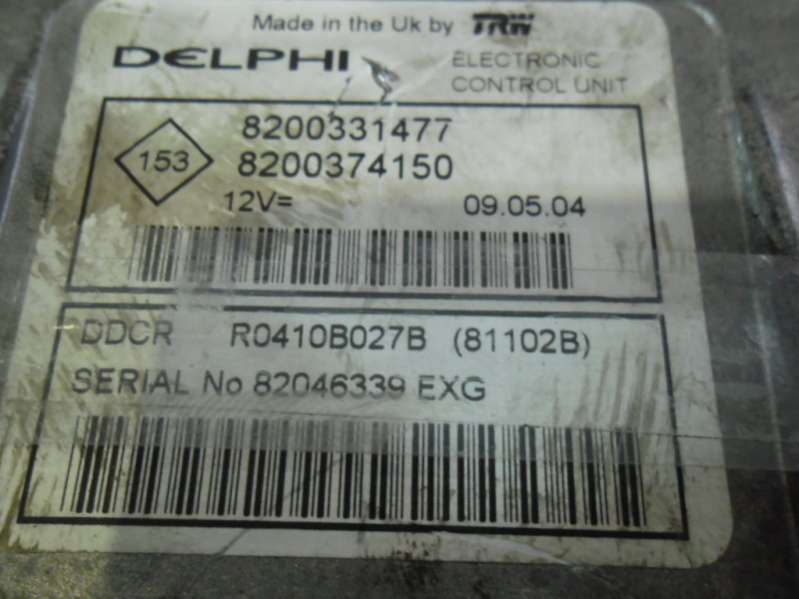 Made in the Uk by TRW
DELPHI ELECTRONIC
CONTROL UNIT
153
8200331477
8200374150
12V= 09.05.04
DDCR R0410B027B (81102B)
SERIAL No 82046339 EXG